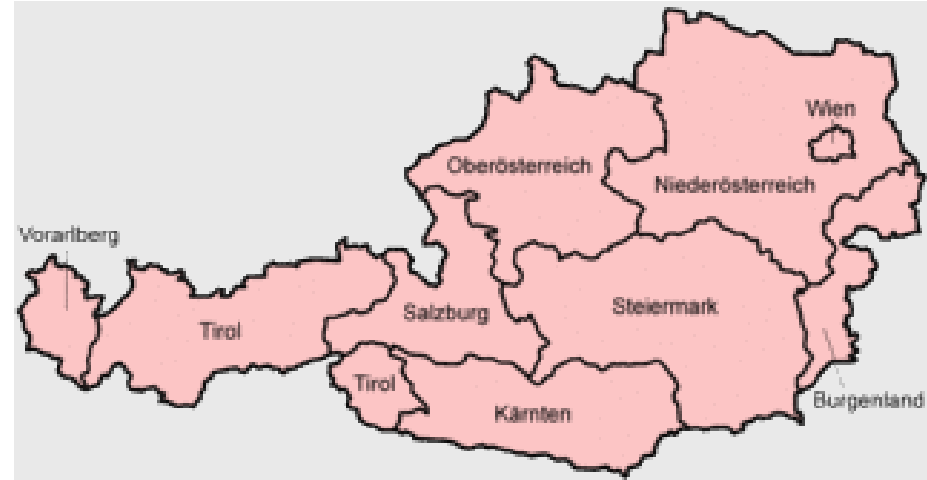 Wien
Oberösterreich
Niederösterreich
Vorarlberg
Salzburg
Steiermark
Tirol
Tirol
Burgenland
Kärnten